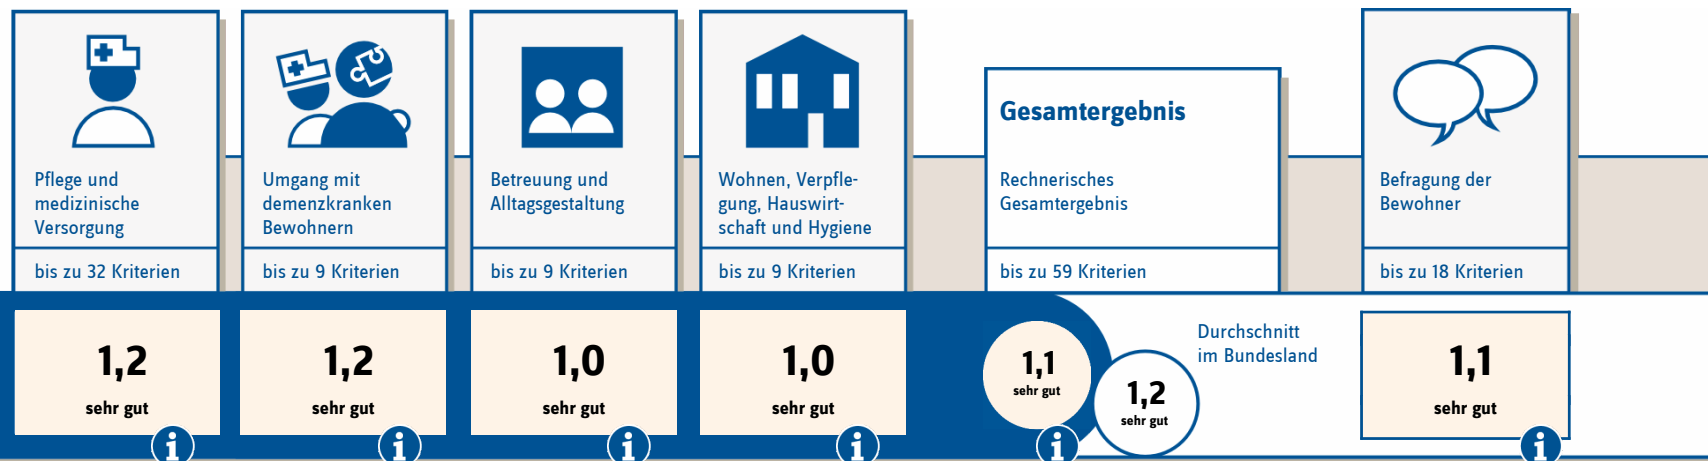 Pflege und
medizinische
Versorgung
bis zu 32 Kriterien
1,2
sehr gut
Umgang mit
demenzkranken
Bewohnern
bis zu 9 Kriterien
1,2
sehr gut
Betreuung und
Alltagsgestaltung
bis zu 9 Kriterien
1,0
sehr gut
Wohnen, Verpfle-
gung, Hauswirt-
schaft und Hygiene
bis zu 9 Kriterien
1,0
sehr gut
Gesamtergebnis
Rechnerisches
Gesamtergebnis
bis zu 59 Kriterien
1,1
sehr gut
Durchschnitt
im Bundesland
1,2
sehr gut
Befragung der
Bewohner
bis zu 18 Kriterien
1,1
sehr gut